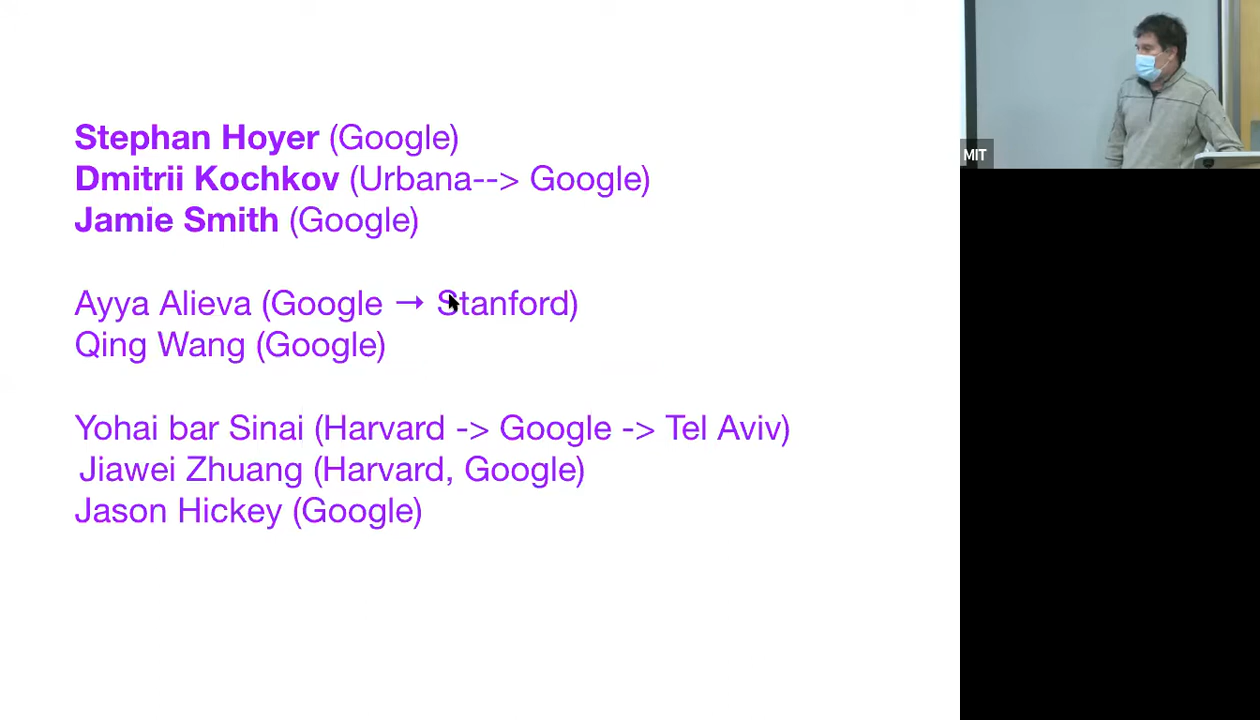 Stephan Hoyer (Google)
Dmitrii Kochkov (Urbana--> Google)
Jamie Smith (Google)
Ayya Alieva (Google → Stanford)
Qing Wang (Google)
Yohai bar Sinai (Harvard -> Google -> Tel Aviv)
Jiawei Zhuang (Harvard, Google)
Jason Hickey (Google)
MIT